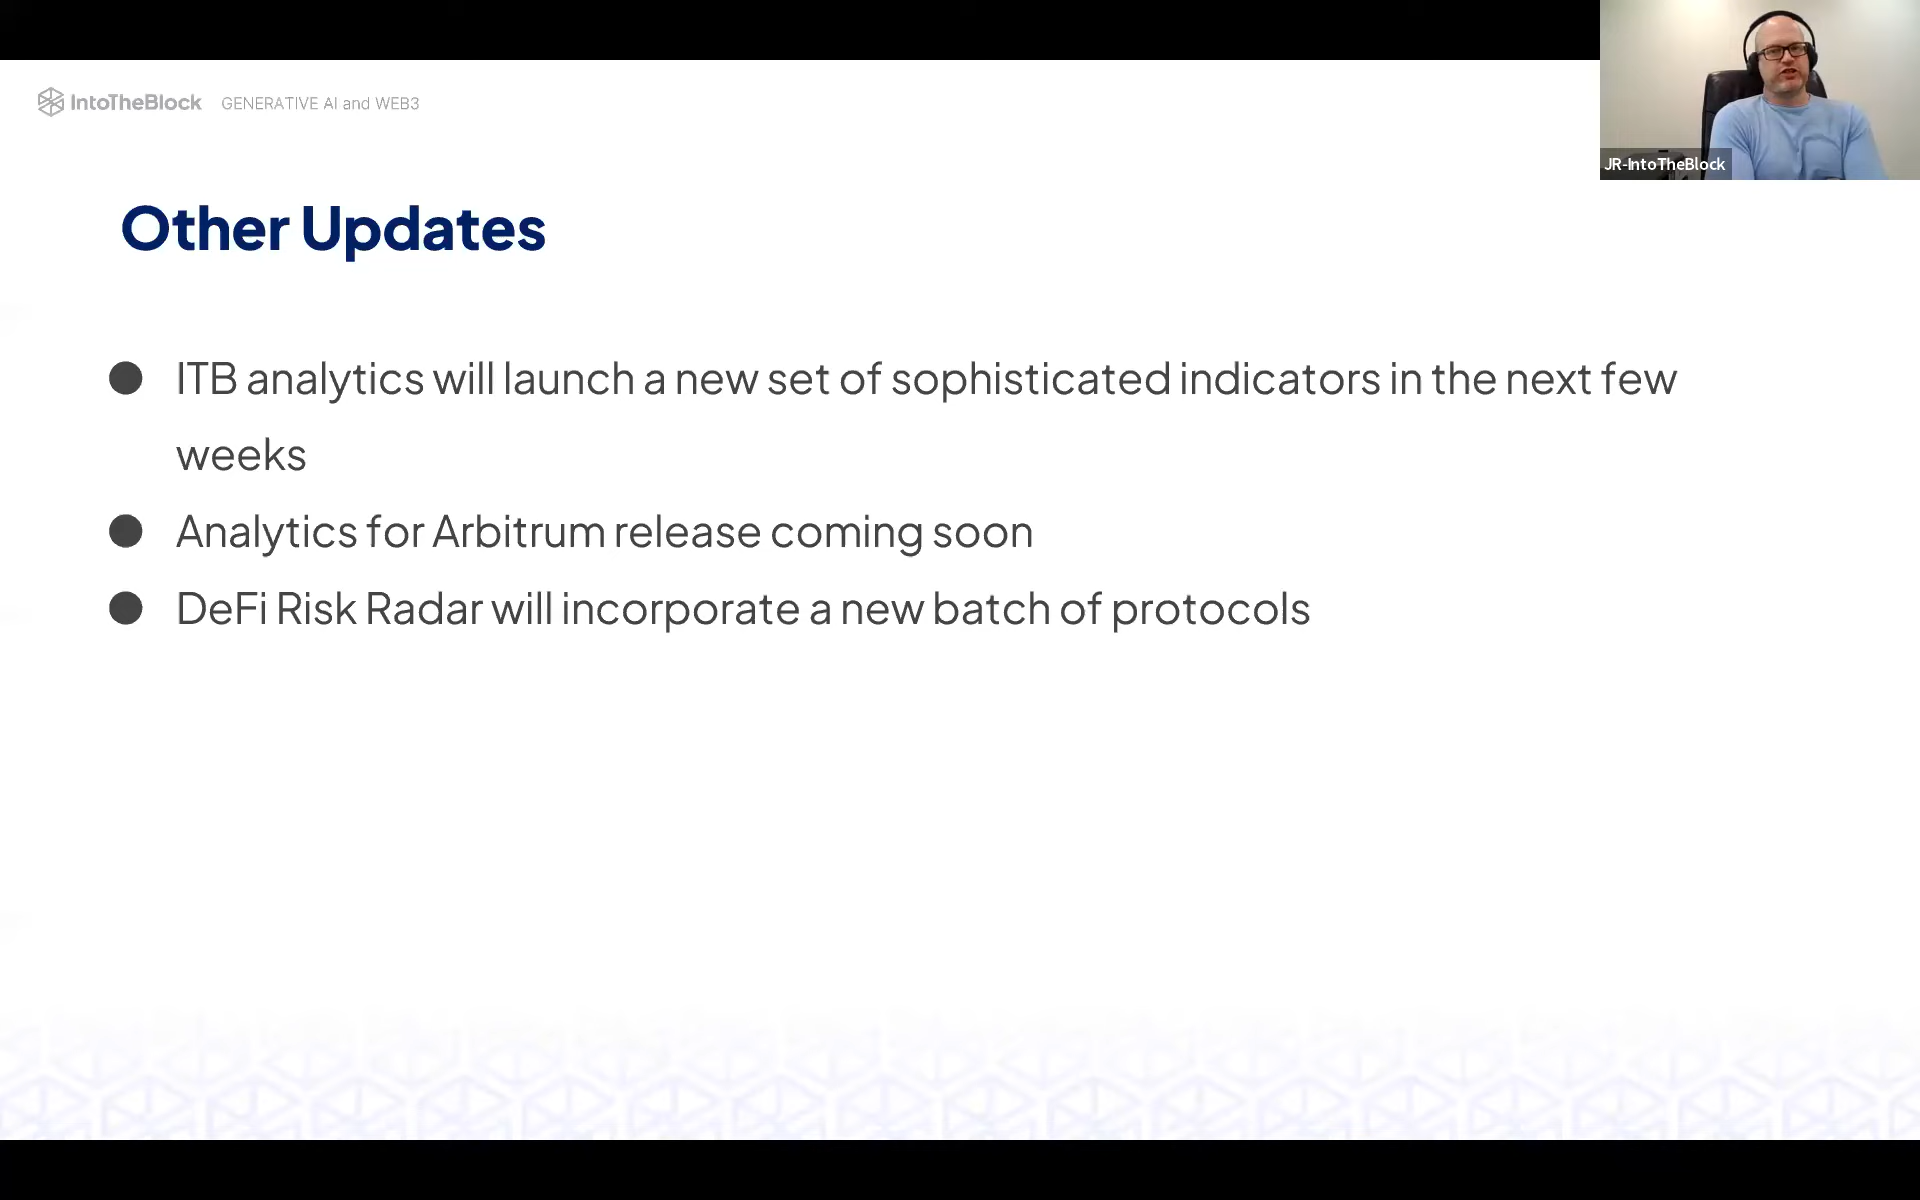 IntoTheBlock GENERATIVE AI and WEB3
JR-IntoTheBlock
Other Updates
● ITB analytics will launch a new set of sophisticated indicators in the next few
weeks
● Analytics for Arbitrum release coming soon
● DeFi Risk Radar will incorporate a new batch of protocols